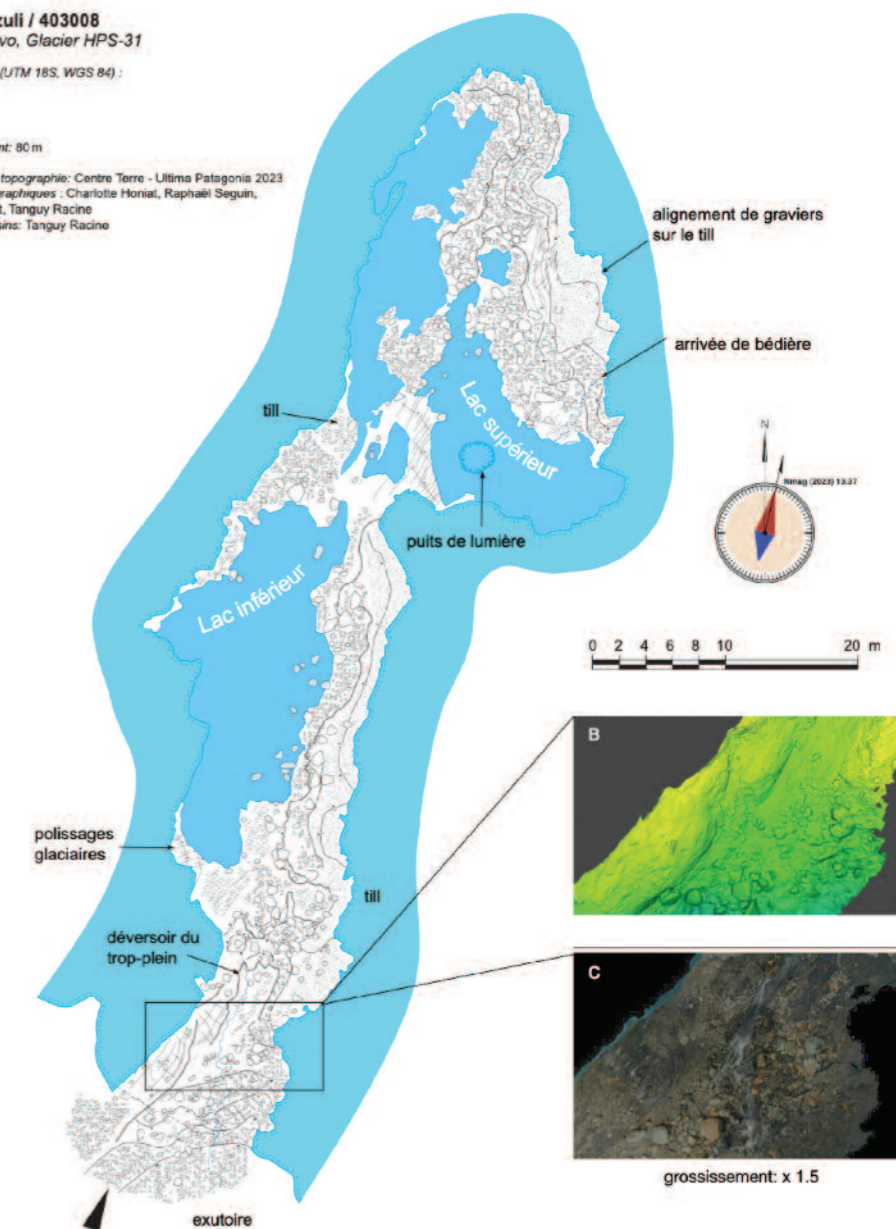 zuli / 403008
vo, Glacier HPS-31
(UTM 18S, WGS 84) :
nt: 80 m
topographie: Centre Terre - Ultima Patagonia 2023
raphiques : Charlotte Honiat, Raphaël Seguin,
t, Tanguy Racine
sins: Tanguy Racine
alignement de graviers
sur le till
arrivée de bédière
till
Lac supérieur
N
Nmag (2023) 13.37
puits de lumière
Lac inférieur
0 2 4 6 8 10 20 m
B
polissages
glaciaires
till
déversoir du
trop-plein
C
grossissement: x 1.5
exutoire